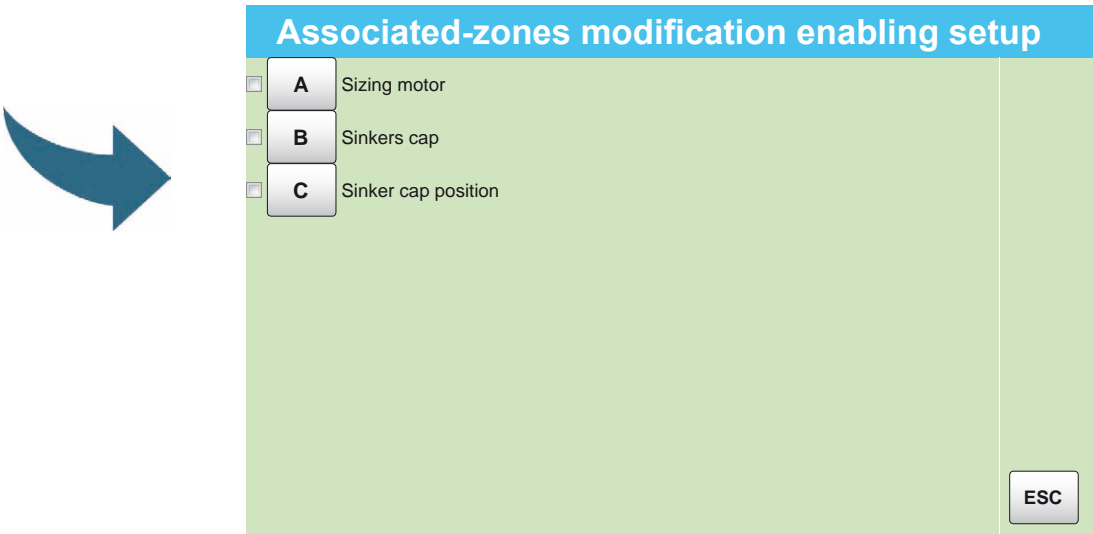 Associated-zones modification enabling setup
A Sizing motor
B Sinkers cap
C Sinker cap position
ESC